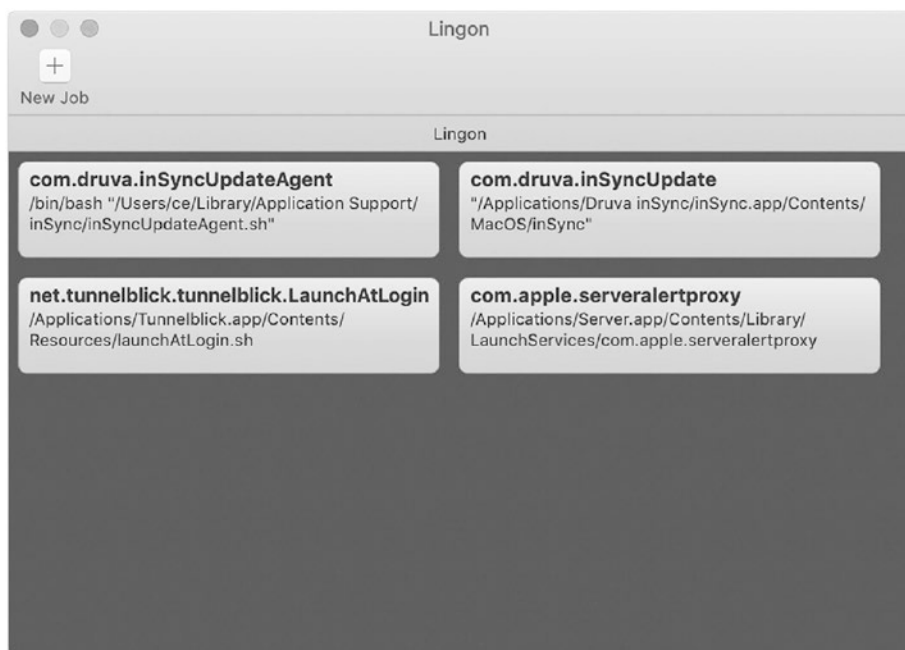 Lingon
New Job
Lingon
com.druva.inSyncUpdateAgent
/bin/bash "/Users/ce/Library/Application Support/
inSync/inSyncUpdateAgent.sh"
com.druva.inSyncUpdate
"/Applications/Druva inSync/inSync.app/Contents/
MacOS/inSync"
net.tunnelblick.tunnelblick.LaunchAtLogin
/Applications/Tunnelblick.app/Contents/
Resources/launchAtLogin.sh
com.apple.serveralertproxy
/Applications/Server.app/Contents/Library/
LaunchServices/com.apple.serveralertproxy